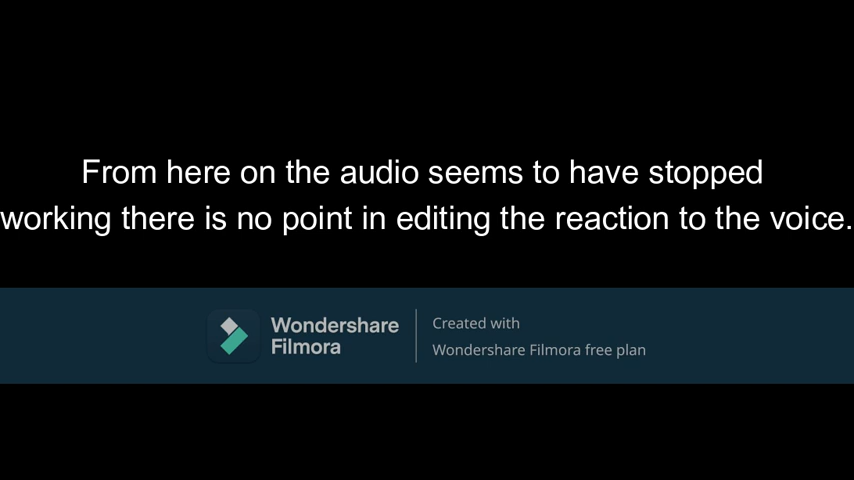 From here on the audio seems to have stopped
working there is no point in editing the reaction to the voice.
Wondershare
Filmora
Created with
Wondershare Filmora free plan